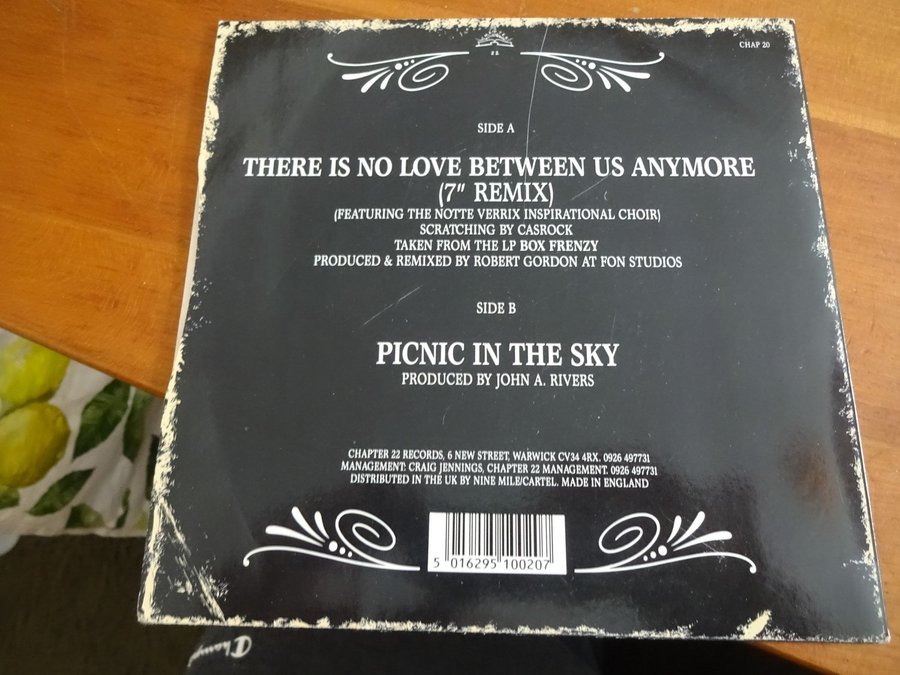 22
CHAP 20
SIDE A
THERE IS NO LOVE BETWEEN US ANYMORE
(7" REMIX)
(FEATURING THE NOTTE VERRIX INSPIRATIONAL CHOIR)
SCRATCHING BY CASROCK
TAKEN FROM THE LP BOX FRENZY
PRODUCED & REMIXED BY ROBERT GORDON AT FON STUDIOS
SIDE B
PICNIC IN THE SKY
PRODUCED BY JOHN A. RIVERS
CHAPTER 22 RECORDS, 6 NEW STREET, WARWICK CV34 4RX. 0926 497731
MANAGEMENT: CRAIG JENNINGS, CHAPTER 22 MANAGEMENT. 0926 497731
DISTRIBUTED IN THE UK BY NINE MILE/CARTEL. MADE IN ENGLAND
5 016295 100207